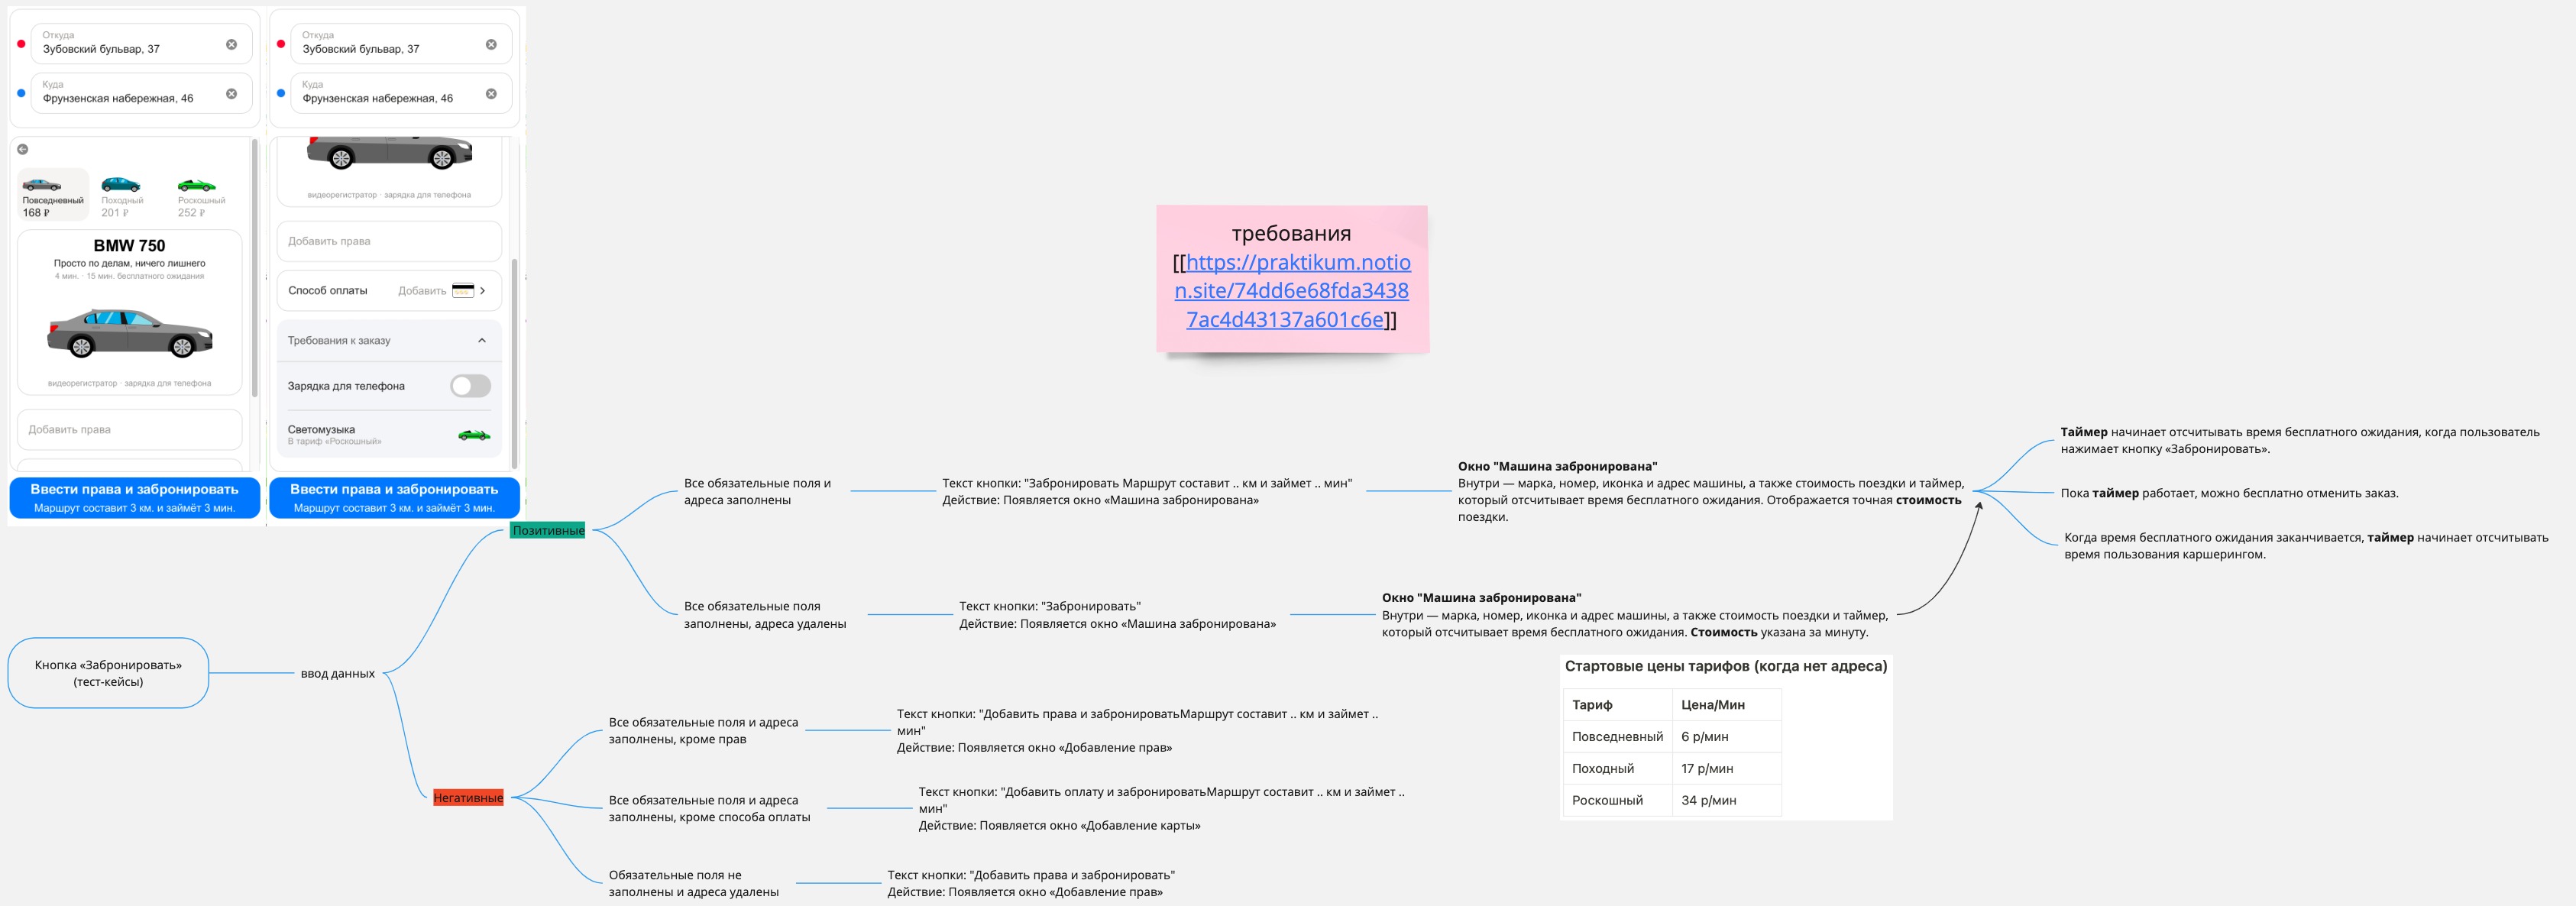 Откуда
Зубовский бульвар, 37
Куда
Фрунзенская набережная, 46
Повседневный
168 ₽
Походный
201 ₽
Роскошный
252 ₽
BMW 750
Просто по делам, ничего лишнего
4 мин. · 15 мин. бесплатного ожидания
видеорегистратор · зарядка для телефона
Добавить права
Ввести права и забронировать
Маршрут составит 3 км. и займёт 3 мин.
Откуда
Зубовский бульвар, 37
Куда
Фрунзенская набережная, 46
видеорегистратор · зарядка для телефона
Добавить права
Способ оплаты
Добавить
Требования к заказу
Зарядка для телефона
Светомузыка
В тариф «Роскошный»
Ввести права и забронировать
Маршрут составит 3 км. и займёт 3 мин.
требования
[[https://praktikum.notio
n.site/74dd6e68fda3438
7ac4d43137a601c6e]]
Кнопка «Забронировать»
(тест-кейсы)
ввод данных
Позитивные
Все обязательные поля и
адреса заполнены
Текст кнопки: "Забронировать Маршрут составит .. км и займет .. мин"
Действие: Появляется окно «Машина забронирована»
Окно "Машина забронирована"
Внутри — марка, номер, иконка и адрес машины, а также стоимость поездки и таймер,
который отсчитывает время бесплатного ожидания. Отображается точная стоимость
поездки.
Таймер начинает отсчитывать время бесплатного ожидания, когда пользователь
нажимает кнопку «Забронировать».
Пока таймер работает, можно бесплатно отменить заказ.
Когда время бесплатного ожидания заканчивается, таймер начинает отсчитывать
время пользования каршерингом.
Все обязательные поля
заполнены, адреса удалены
Текст кнопки: "Забронировать"
Действие: Появляется окно «Машина забронирована»
Окно "Машина забронирована"
Внутри — марка, номер, иконка и адрес машины, а также стоимость поездки и таймер,
который отсчитывает время бесплатного ожидания. Стоимость указана за минуту.
Стартовые цены тарифов (когда нет адреса)
Тариф Цена/Мин
Повседневный 6 р/мин
Походный 17 р/мин
Роскошный 34 р/мин
Негативные
Все обязательные поля и адреса
заполнены, кроме прав
Текст кнопки: "Добавить права и забронироватьМаршрут составит .. км и займет ..
мин"
Действие: Появляется окно «Добавление прав»
Все обязательные поля и адреса
заполнены, кроме способа оплаты
Текст кнопки: "Добавить оплату и забронироватьМаршрут составит .. км и займет ..
мин"
Действие: Появляется окно «Добавление карты»
Обязательные поля не
заполнены и адреса удалены
Текст кнопки: "Добавить права и забронировать"
Действие: Появляется окно «Добавление прав»